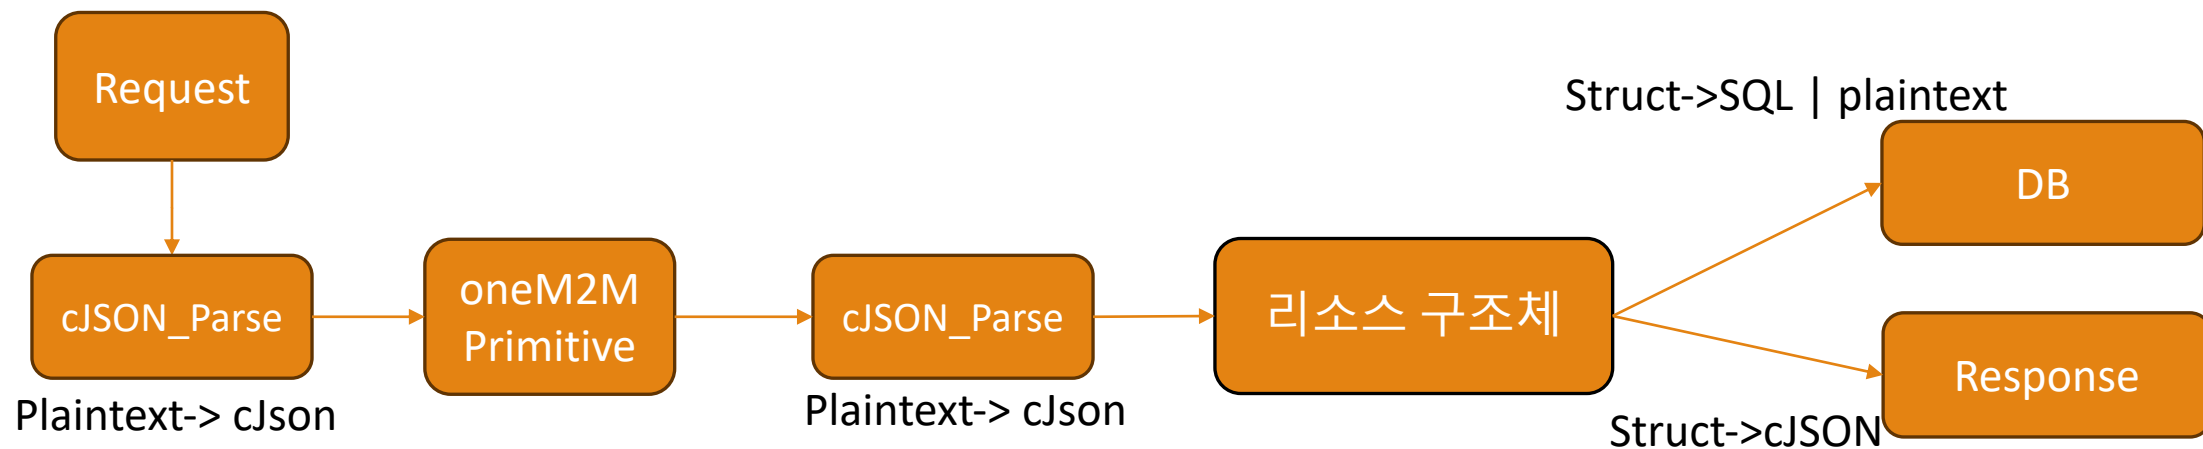 Request
cJSON_Parse
Plaintext-> cJson
oneM2M
Primitive
cJSON_Parse
Plaintext-> cJson
리소스 구조체
Struct->SQL | plaintext
DB
Response
Struct->cJSON